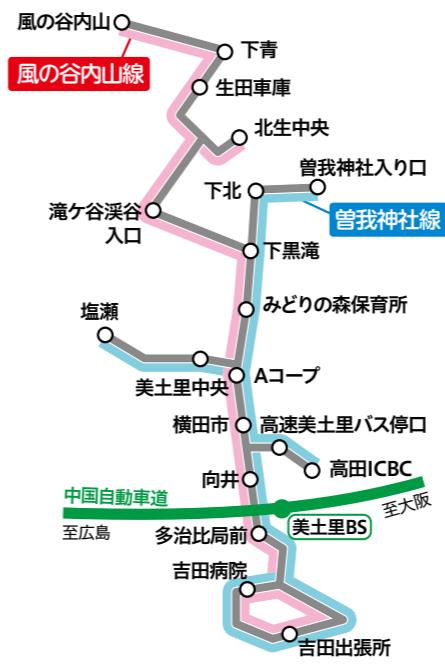 風の谷内山
下青
風の谷内山線
生田車庫
北生中央
曽我神社入り口
下北
滝ケ谷渓谷
入口
曽我神社線
下黒滝
みどりの森保育所
塩瀬
美土里中央
Aコープ
横田市
高速美土里バス停口
高田ICBC
向井
中国自動車道
至大阪
至広島
美土里BS
多治比局前
吉田病院
吉田出張所